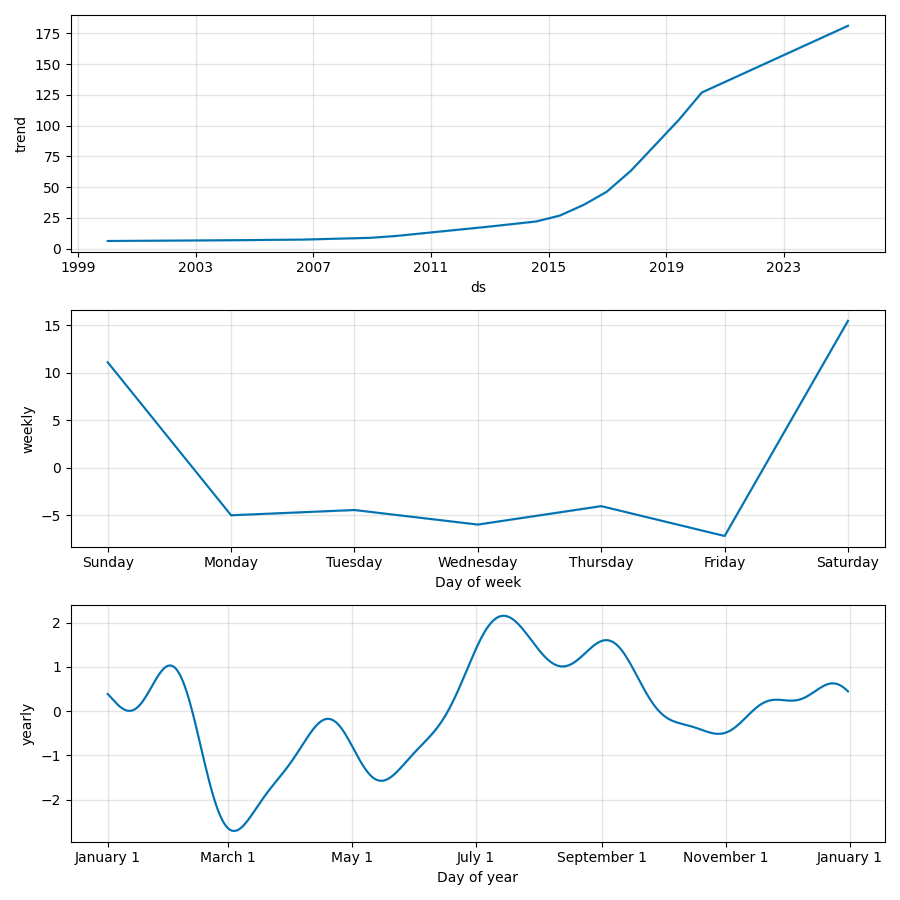 175
150
125
100
75
50
25
0
trend
1999 2003 2007 2011 2015 2019 2023
ds
15
10
5
0
−5
weekly
Sunday Monday Tuesday Wednesday Thursday Friday Saturday
Day of week
2
1
0
−1
−2
yearly
January 1 March 1 May 1 July 1 September 1 November 1 January 1
Day of year